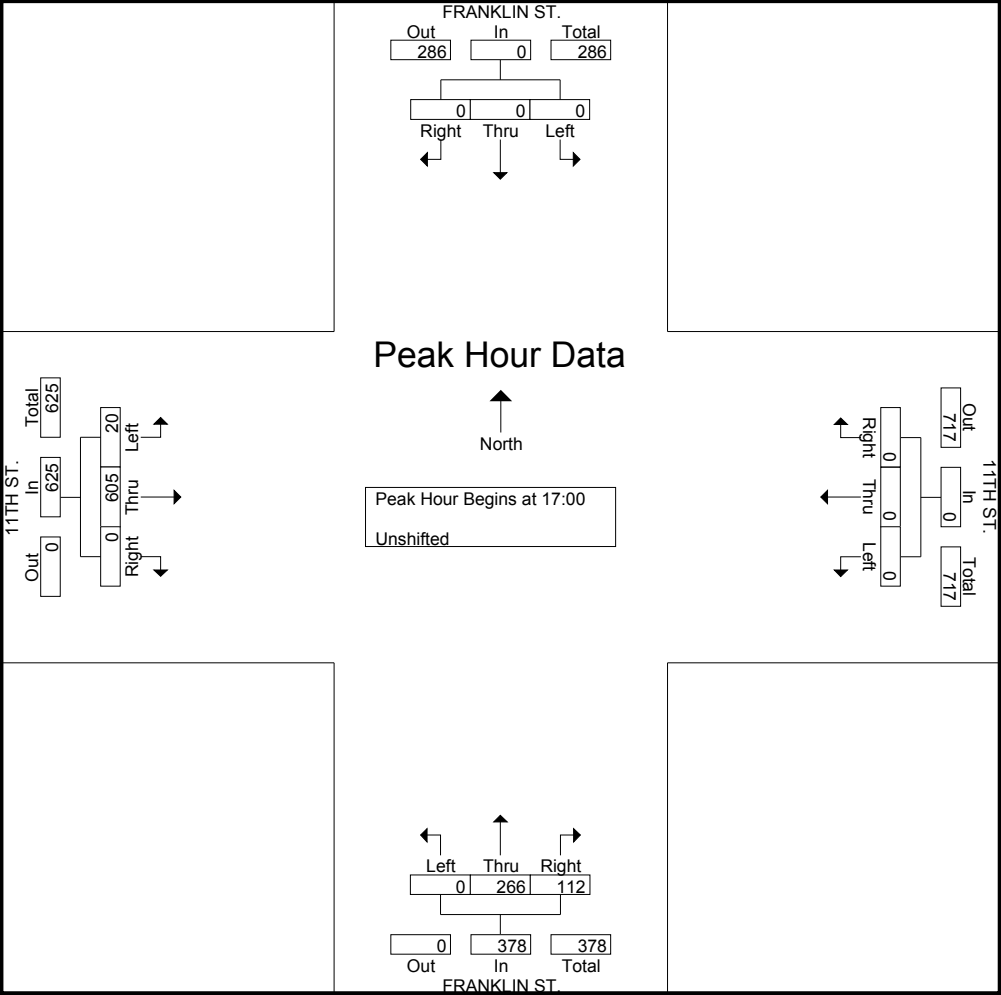 FRANKLIN ST.
Out In Total
286 0 286
0 0 0
Right Thru Left
Peak Hour Data
North
Peak Hour Begins at 17:00
Unshifted
11TH ST.
Total In Out
625 625 0
20 605 0
Left Thru Right
11TH ST.
Out In Total
717 0 717
0 0 0
Right Thru Left
Left Thru Right
0 266 112
0 378 378
Out In Total
FRANKLIN ST.